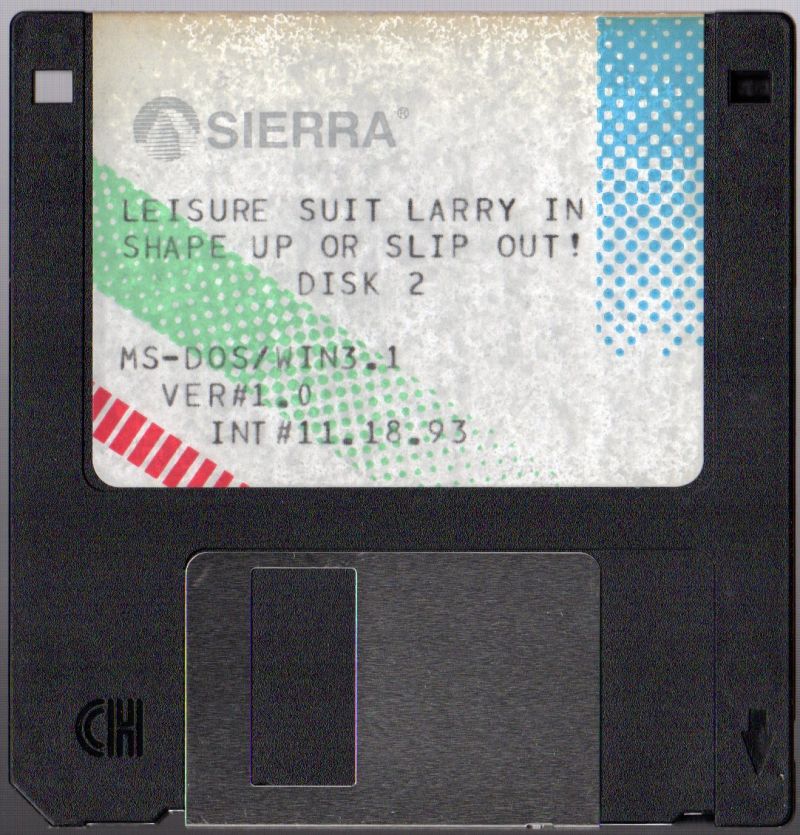 SIERRA®
LEISURE SUIT LARRY IN
SHAPE UP OR SLIP OUT!
DISK 2
MS-DOS/WIN3.1
VER#1.0
INT#11.18.93
CH